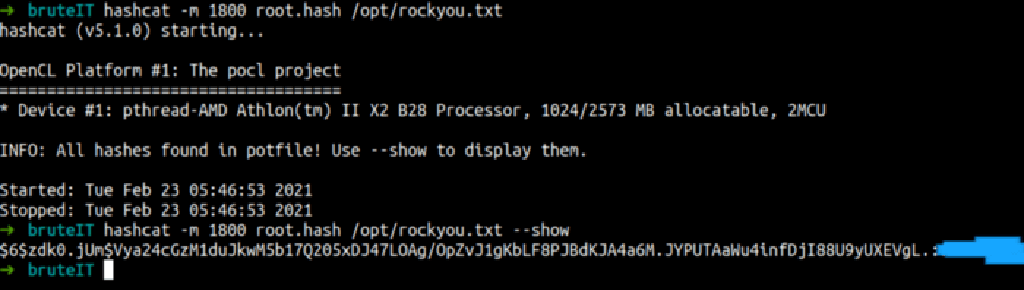 → bruteIT hashcat -m 1800 root.hash /opt/rockyou.txt
hashcat (v5.1.0) starting...
OpenCL Platform #1: The pocl project
====================================
* Device #1: pthread-AMD Athlon(tm) II X2 B28 Processor, 1024/2573 MB allocatable, 2MCU
INFO: All hashes found in potfile! Use --show to display them.
Started: Tue Feb 23 05:46:53 2021
Stopped: Tue Feb 23 05:46:53 2021
→ bruteIT hashcat -m 1800 root.hash /opt/rockyou.txt --show
$6$zdk0.jUm$Vya24cGzM1duJkwM5b17Q205xDJ47LOAg/OpZvJ1gKbLF8PJBdKJA4a6M.JYPUTAaWu4infDjI88U9yUXEVgL.:
→ bruteIT